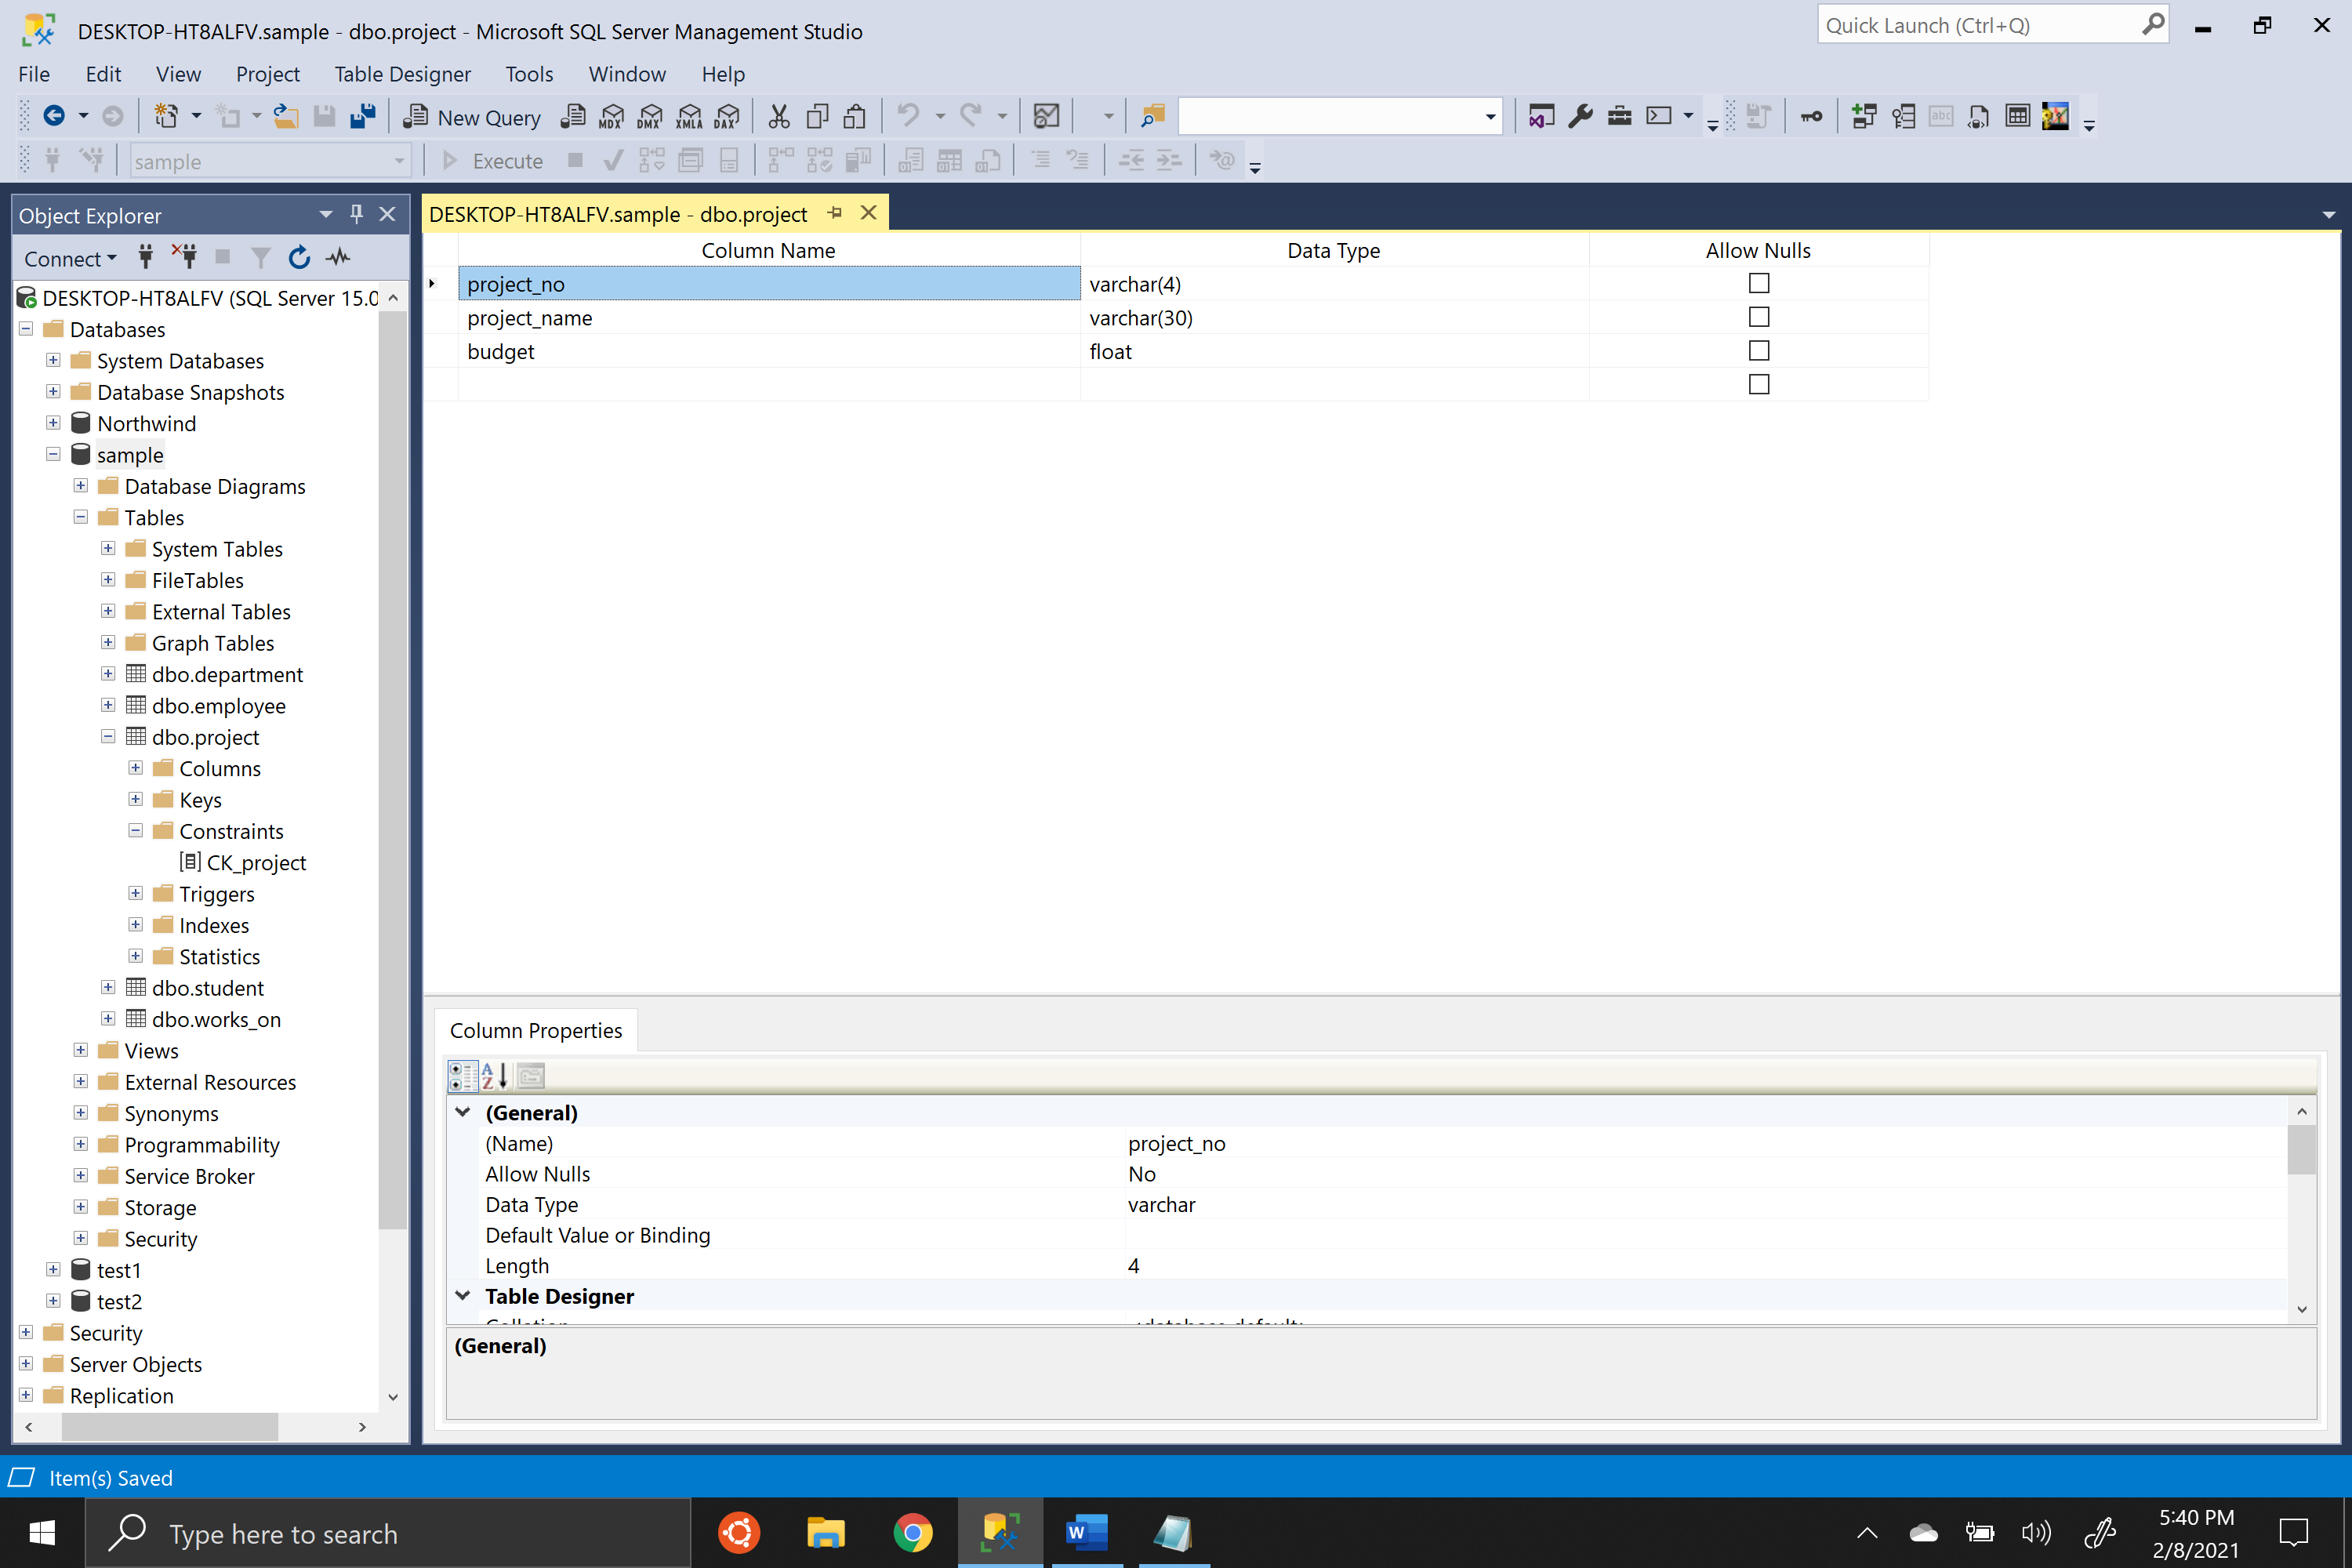 DESKTOP-HT8ALFV.sample - dbo.project - Microsoft SQL Server Management Studio
Quick Launch (Ctrl+Q)
File Edit View Project Table Designer Tools Window Help
New Query MDX DMX XMLA DAX abc
sample Execute
Object Explorer
Connect
DESKTOP-HT8ALFV (SQL Server 15.0
Databases
System Databases
Database Snapshots
Northwind
sample
Database Diagrams
Tables
System Tables
FileTables
External Tables
Graph Tables
dbo.department
dbo.employee
dbo.project
Columns
Keys
Constraints
CK_project
Triggers
Indexes
Statistics
dbo.student
dbo.works_on
Views
External Resources
Synonyms
Programmability
Service Broker
Storage
Security
test1
test2
Security
Server Objects
Replication
DESKTOP-HT8ALFV.sample - dbo.project
Column Name Data Type Allow Nulls
project_no varchar(4)
project_name varchar(30)
budget float
Column Properties
(General)
(Name) project_no
Allow Nulls No
Data Type varchar
Default Value or Binding
Length 4
Table Designer
(General)
Item(s) Saved
Type here to search
5:40 PM
2/8/2021